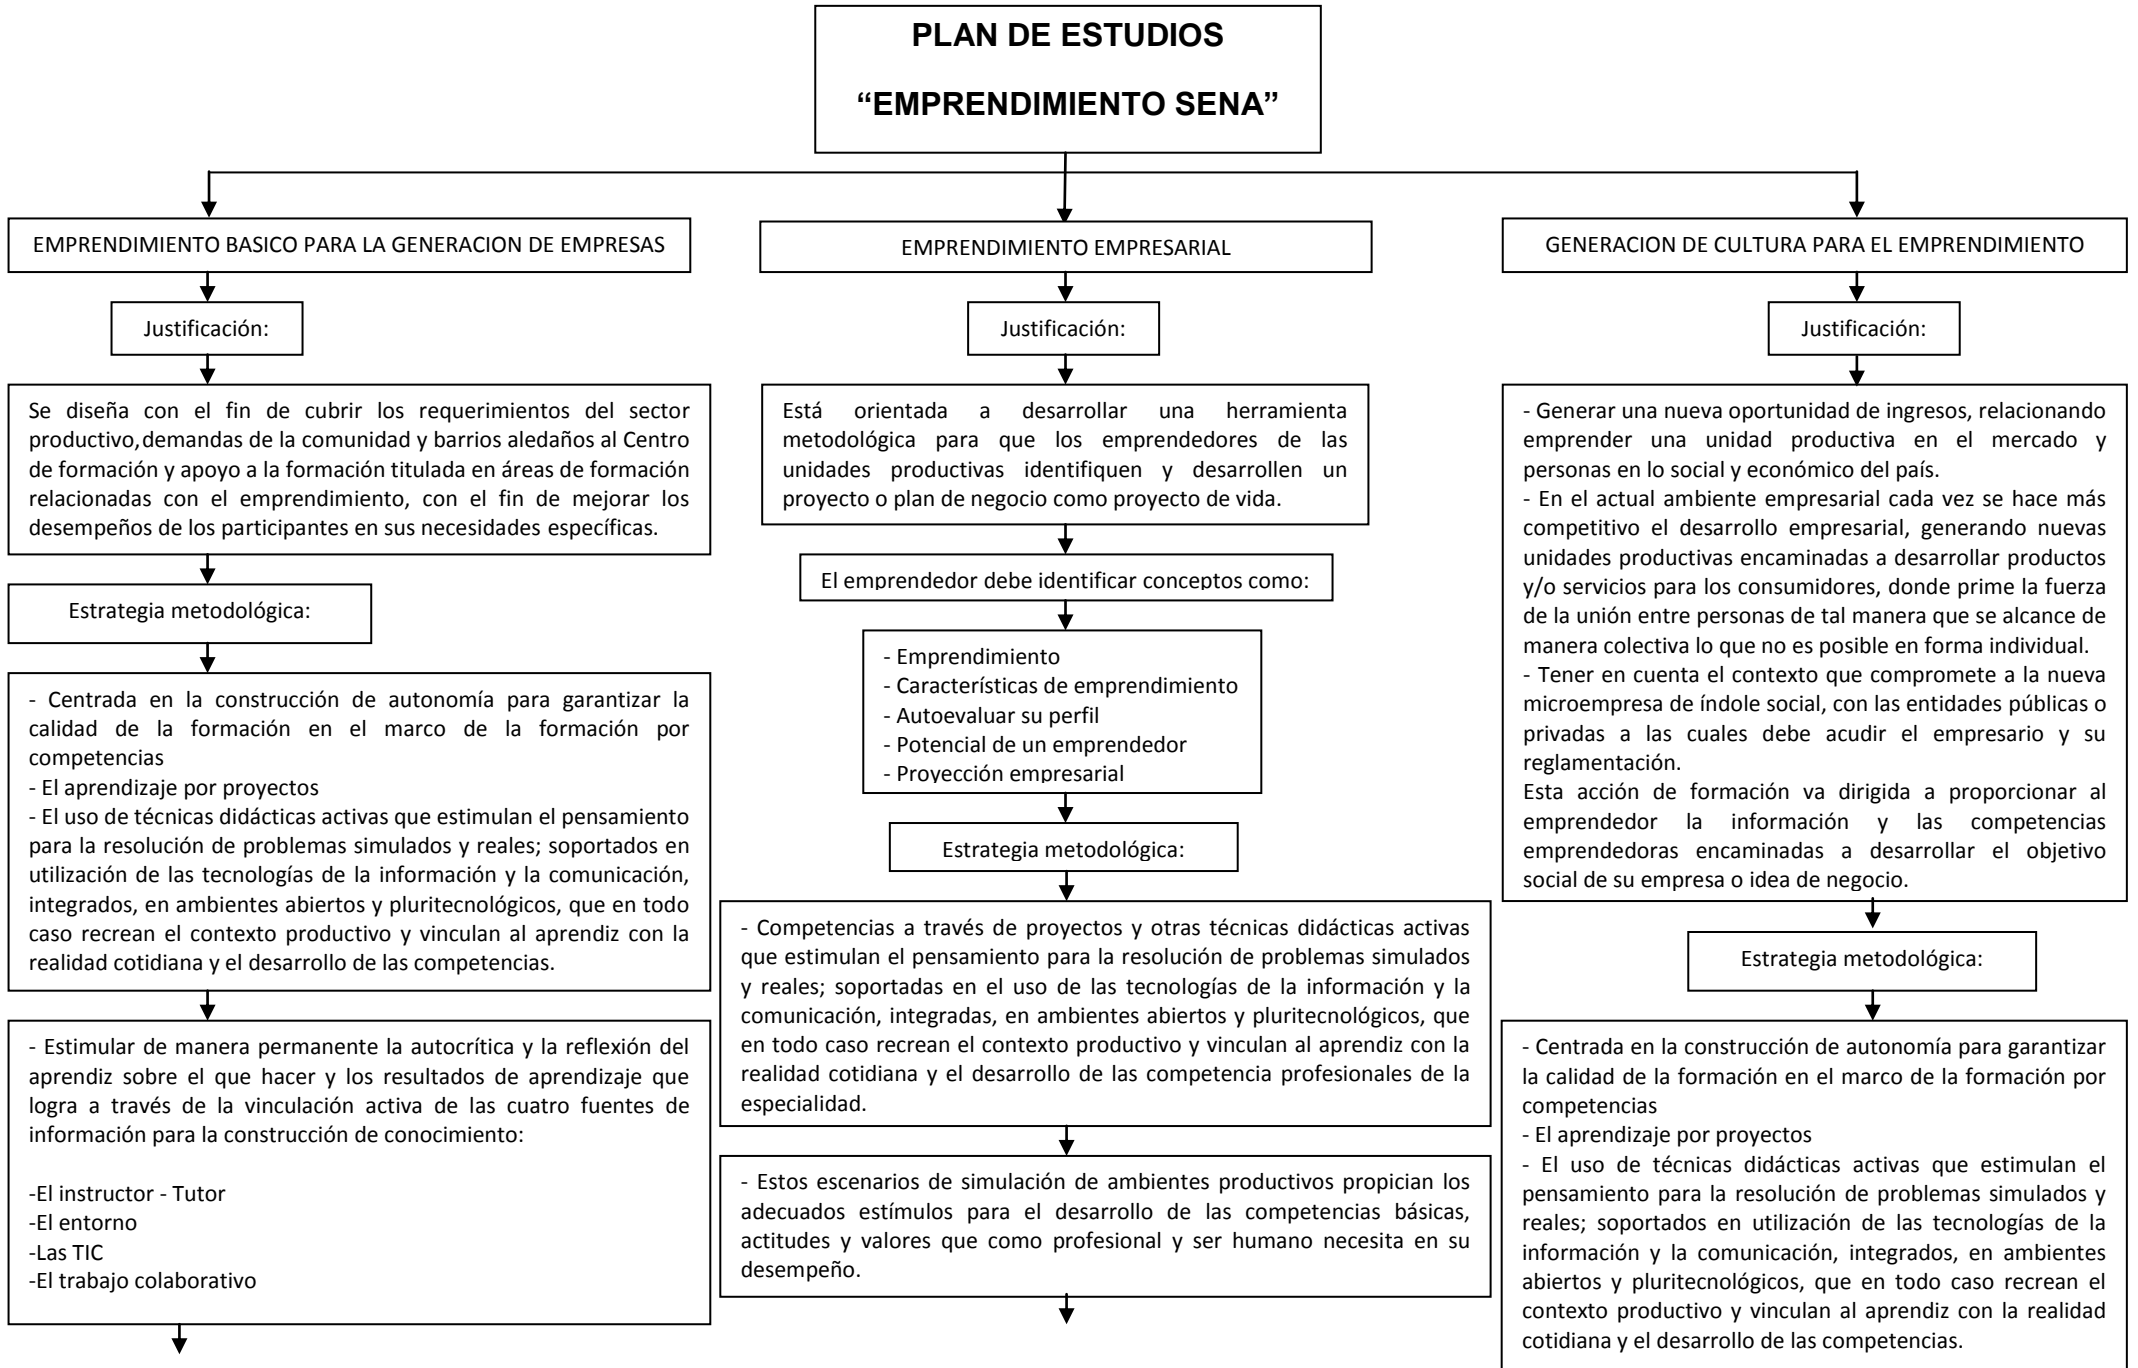 PLAN DE ESTUDIOS
“EMPRENDIMIENTO SENA”
EMPRENDIMIENTO BASICO PARA LA GENERACION DE EMPRESAS
Justificación:
Se diseña con el fin de cubrir los requerimientos del sector
productivo, demandas de la comunidad y barrios aledaños al Centro
de formación y apoyo a la formación titulada en áreas de formación
relacionadas con el emprendimiento, con el fin de mejorar los
desempeños de los participantes en sus necesidades específicas.
Estrategia metodológica:
- Centrada en la construcción de autonomía para garantizar la
calidad de la formación en el marco de la formación por
competencias
- El aprendizaje por proyectos
- El uso de técnicas didácticas activas que estimulan el pensamiento
para la resolución de problemas simulados y reales; soportados en
utilización de las tecnologías de la información y la comunicación,
integrados, en ambientes abiertos y pluritecnológicos, que en todo
caso recrean el contexto productivo y vinculan al aprendiz con la
realidad cotidiana y el desarrollo de las competencias.
- Estimular de manera permanente la autocrítica y la reflexión del
aprendiz sobre el que hacer y los resultados de aprendizaje que
logra a través de la vinculación activa de las cuatro fuentes de
información para la construcción de conocimiento:
-El instructor - Tutor
-El entorno
-Las TIC
-El trabajo colaborativo
EMPRENDIMIENTO EMPRESARIAL
Justificación:
Está orientada a desarrollar una herramienta
metodológica para que los emprendedores de las
unidades productivas identifiquen y desarrollen un
proyecto o plan de negocio como proyecto de vida.
El emprendedor debe identificar conceptos como:
- Emprendimiento
- Características de emprendimiento
- Autoevaluar su perfil
- Potencial de un emprendedor
- Proyección empresarial
Estrategia metodológica:
- Competencias a través de proyectos y otras técnicas didácticas activas
que estimulan el pensamiento para la resolución de problemas simulados
y reales; soportadas en el uso de las tecnologías de la información y la
comunicación, integradas, en ambientes abiertos y pluritecnológicos, que
en todo caso recrean el contexto productivo y vinculan al aprendiz con la
realidad cotidiana y el desarrollo de las competencia profesionales de la
especialidad.
- Estos escenarios de simulación de ambientes productivos propician los
adecuados estímulos para el desarrollo de las competencias básicas,
actitudes y valores que como profesional y ser humano necesita en su
desempeño.
GENERACION DE CULTURA PARA EL EMPRENDIMIENTO
Justificación:
- Generar una nueva oportunidad de ingresos, relacionando
emprender una unidad productiva en el mercado y
personas en lo social y económico del país.
- En el actual ambiente empresarial cada vez se hace más
competitivo el desarrollo empresarial, generando nuevas
unidades productivas encaminadas a desarrollar productos
y/o servicios para los consumidores, donde prime la fuerza
de la unión entre personas de tal manera que se alcance de
manera colectiva lo que no es posible en forma individual.
- Tener en cuenta el contexto que compromete a la nueva
microempresa de índole social, con las entidades públicas o
privadas a las cuales debe acudir el empresario y su
reglamentación.
Esta acción de formación va dirigida a proporcionar al
emprendedor la información y las competencias
emprendedoras encaminadas a desarrollar el objetivo
social de su empresa o idea de negocio.
Estrategia metodológica:
- Centrada en la construcción de autonomía para garantizar
la calidad de la formación en el marco de la formación por
competencias
- El aprendizaje por proyectos
- El uso de técnicas didácticas activas que estimulan el
pensamiento para la resolución de problemas simulados y
reales; soportados en utilización de las tecnologías de la
información y la comunicación, integrados, en ambientes
abiertos y pluritecnológicos, que en todo caso recrean el
contexto productivo y vinculan al aprendiz con la realidad
cotidiana y el desarrollo de las competencias.